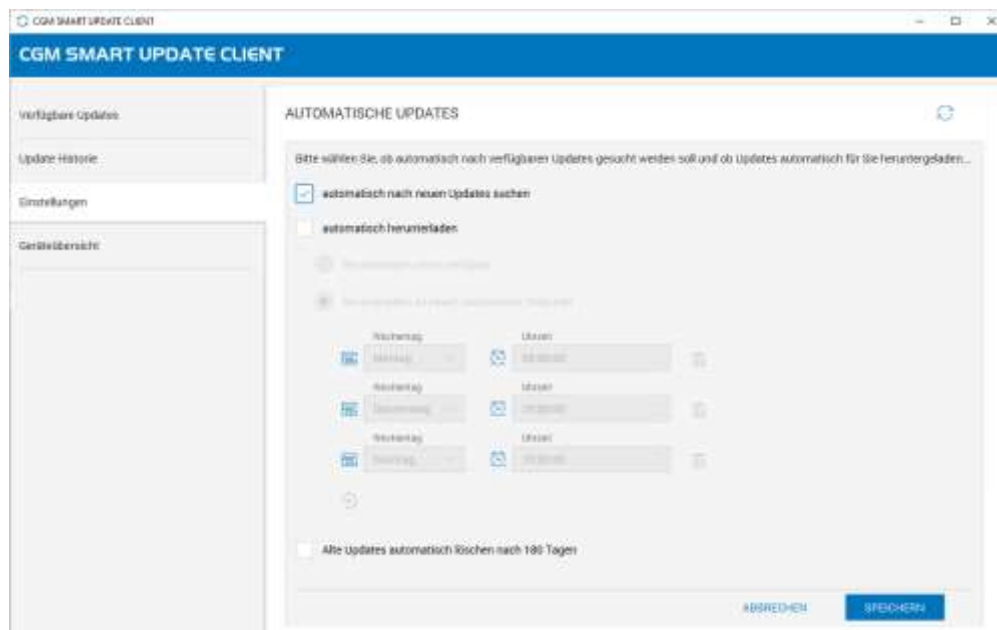 CGM SMART UPDATE CLIENT
CGM SMART UPDATE CLIENT
Verfügbare Updates
Update Historie
Einstellungen
Geräteübersicht
AUTOMATISCHE UPDATES
Bitte wählen Sie, ob automatisch nach verfügbaren Updates gesucht werden soll und ob Updates automatisch für Sie heruntergeladen...
automatisch nach neuen Updates suchen
automatisch herunterladen
Wochentag Uhrzeit
Wochentag Uhrzeit
Wochentag Uhrzeit
Alte Updates automatisch löschen nach 180 Tagen
ABBRECHEN SPEICHERN